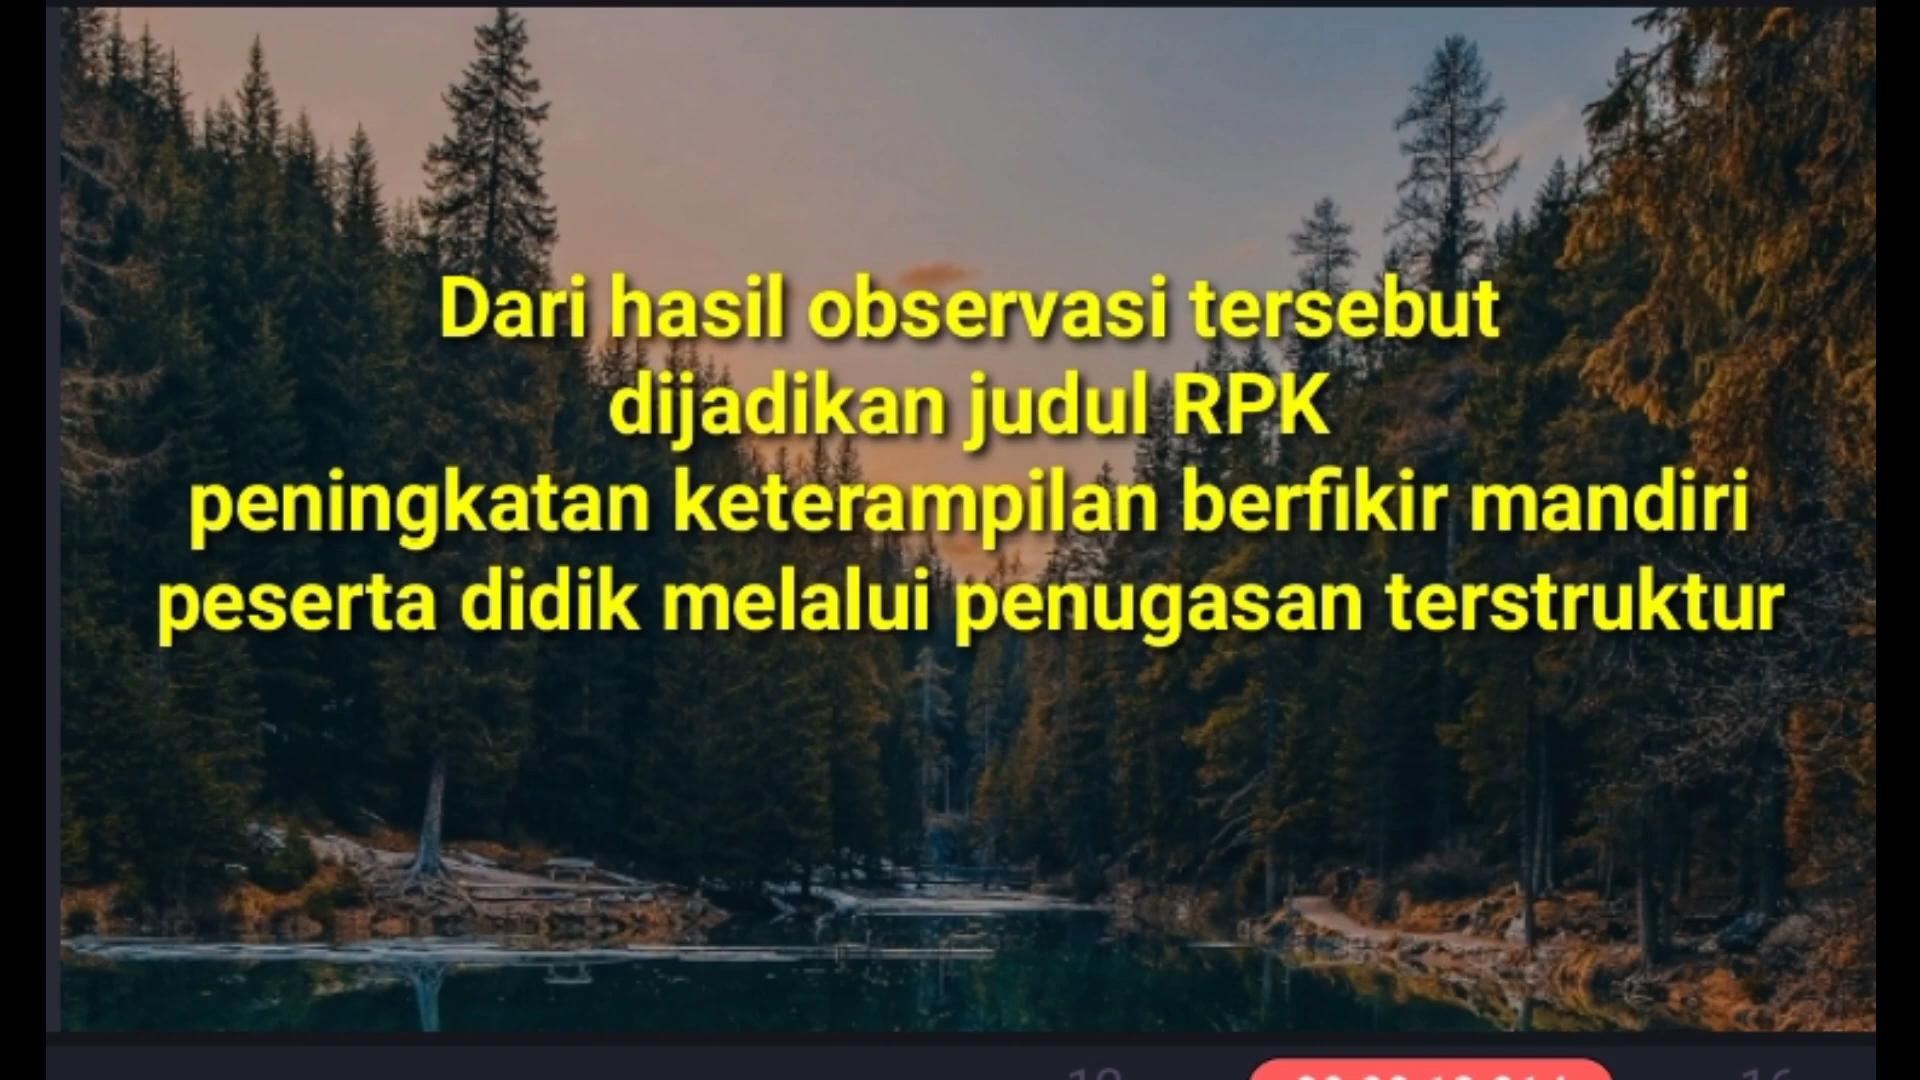 Dari hasil observasi tersebut
dijadikan judul RPK
peningkatan keterampilan berfikir mandiri
peserta didik melalui penugasan terstruktur